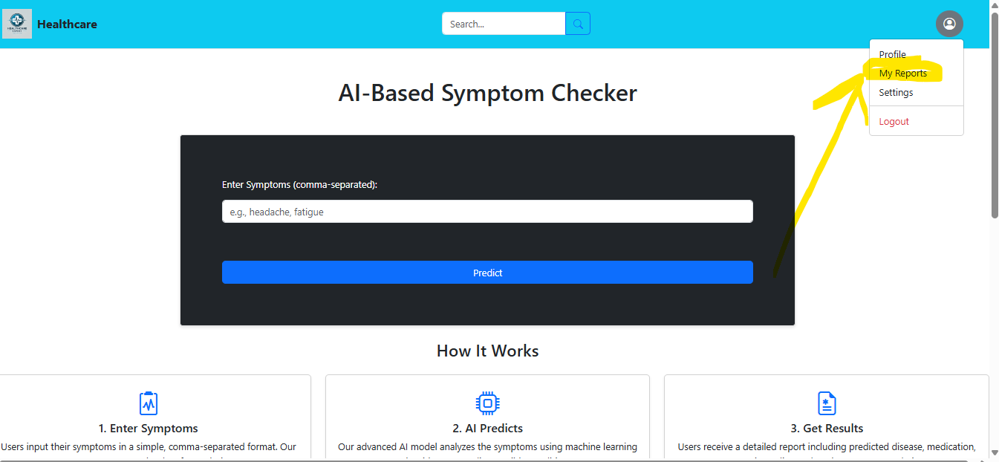 Healthcare
Search...
Profile
My Reports
Settings
Logout
AI-Based Symptom Checker
Enter Symptoms (comma-separated):
e.g., headache, fatigue
Predict
How It Works
1. Enter Symptoms
Users input their symptoms in a simple, comma-separated format. Our
2. AI Predicts
Our advanced AI model analyzes the symptoms using machine learning
3. Get Results
Users receive a detailed report including predicted disease, medication,